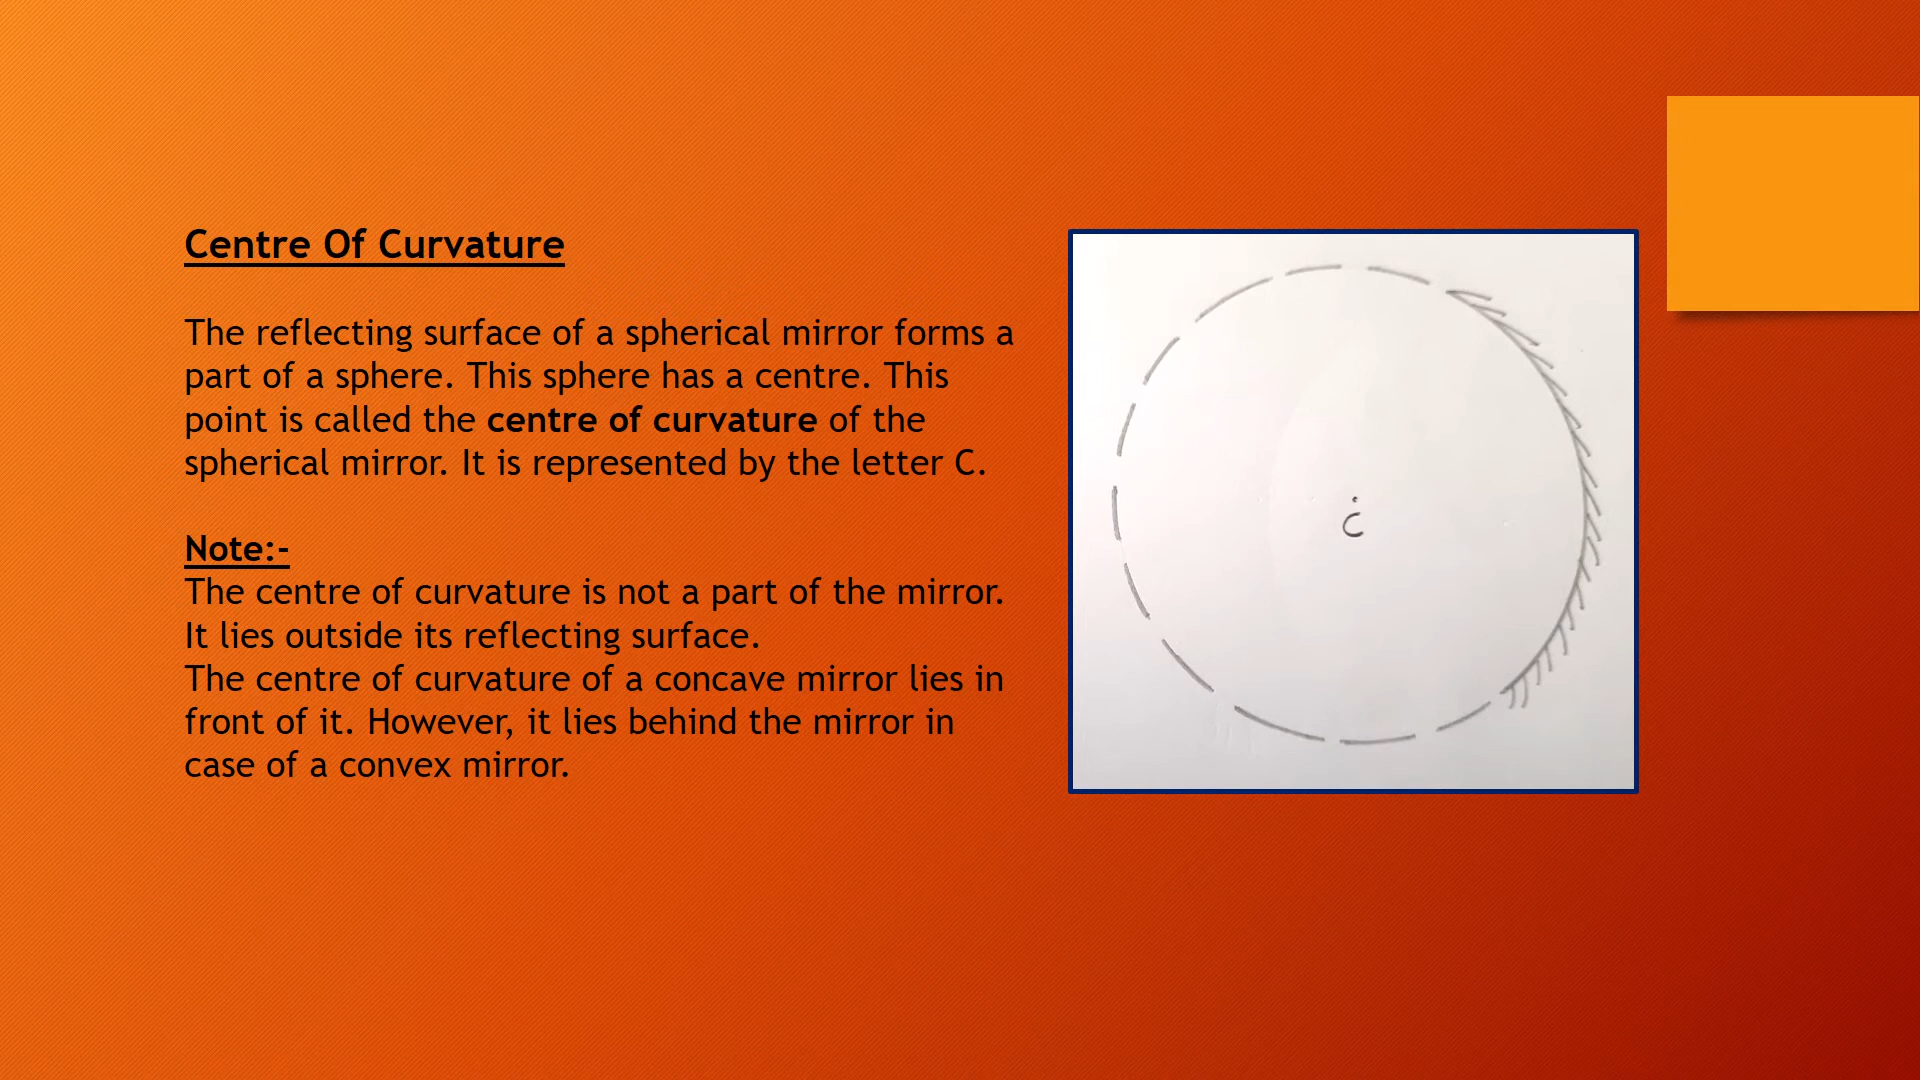 Centre Of Curvature
The reflecting surface of a spherical mirror forms a
part of a sphere. This sphere has a centre. This
point is called the centre of curvature of the
spherical mirror. It is represented by the letter C.
Note:-
The centre of curvature is not a part of the mirror.
It lies outside its reflecting surface.
The centre of curvature of a concave mirror lies in
front of it. However, it lies behind the mirror in
case of a convex mirror.
C